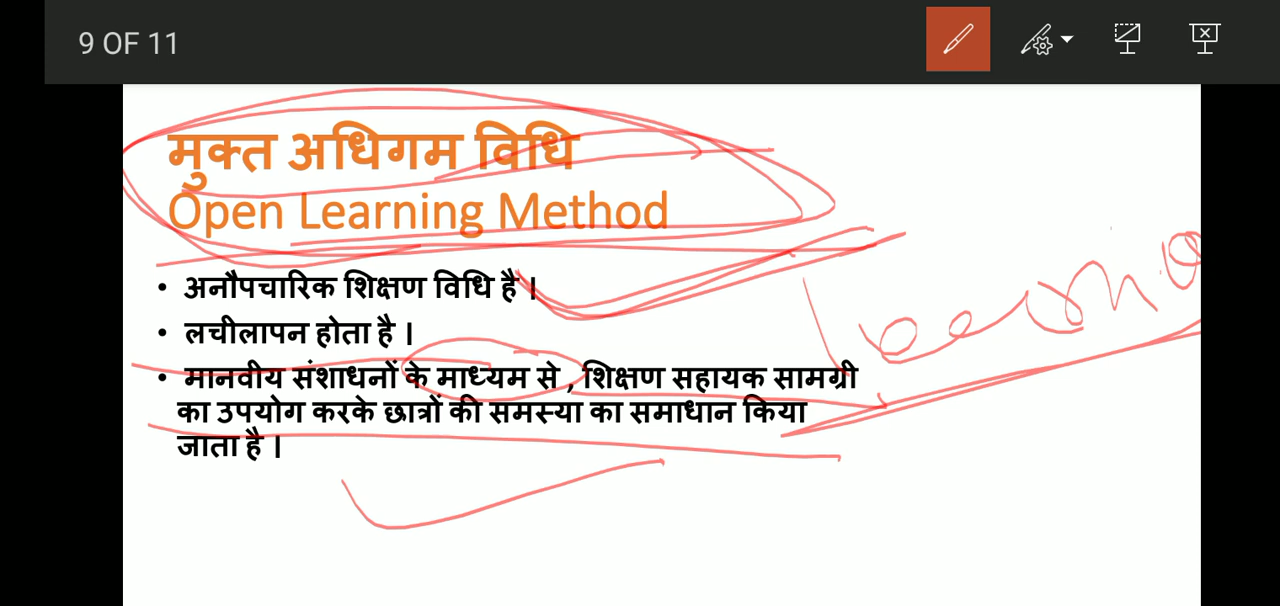 9 OF 11
मुक्त अधिगम विधि
Open Learning Method
• अनौपचारिक शिक्षण विधि है ।
• लचीलापन होता है ।
• मानवीय संशाधनों के माध्यम से , शिक्षण सहायक सामग्री
का उपयोग करके छात्रों की समस्या का समाधान किया
जाता है ।